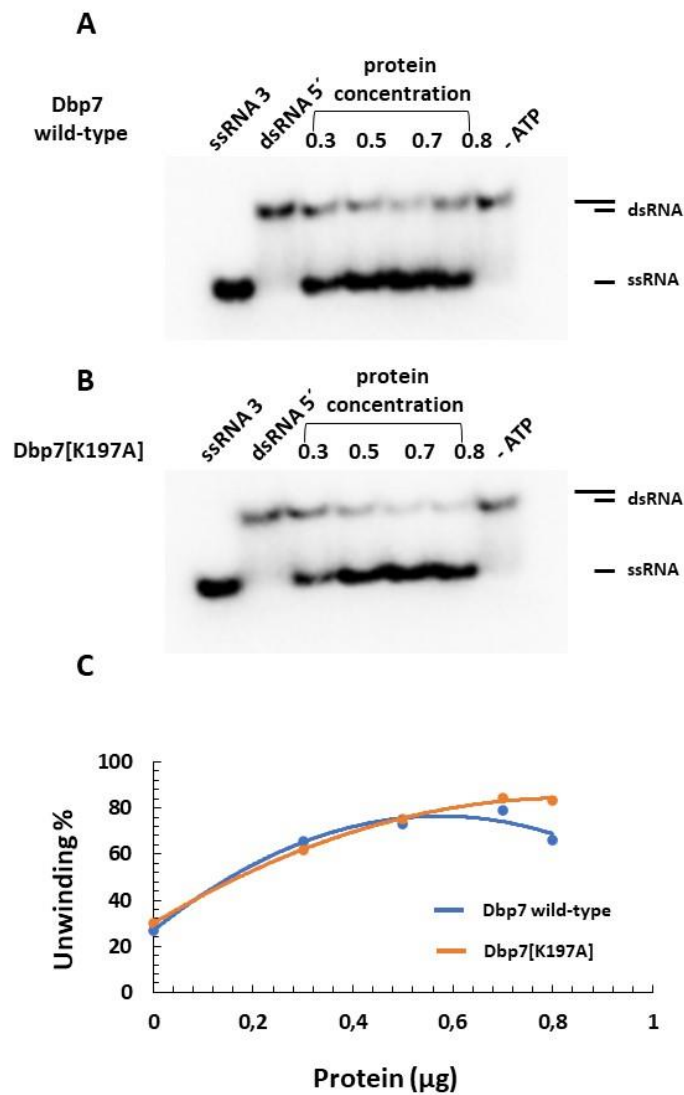 A
Dbp7
wild-type
ssRNA 3
dsRNA 5´
protein
concentration
0.3 0.5 0.7 0.8
- ATP
dsRNA
ssRNA
B
Dbp7[K197A]
ssRNA 3
dsRNA 5´
protein
concentration
0.3 0.5 0.7 0.8
- ATP
dsRNA
ssRNA
C
Unwinding %
100
80
60
40
20
0
Dbp7 wild-type
Dbp7[K197A]
0 0,2 0,4 0,6 0,8 1
Protein (µg)